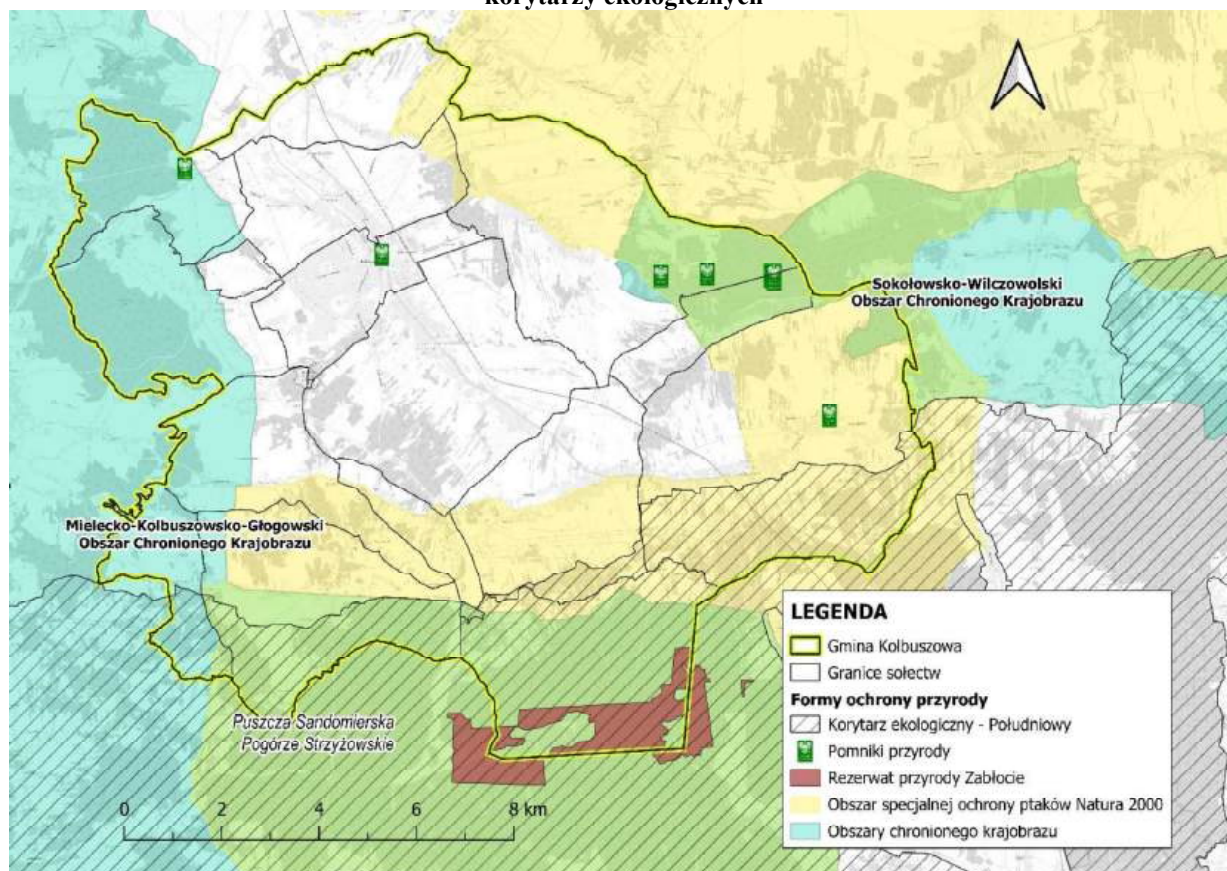 korytarzy ekologicznych
Sokołowsko-Wilczowolski
Obszar Chronionego Krajobrazu
Mielecko-Kolbuszowsko-Głogowski
Obszar Chronionego Krajobrazu
Puszcza Sandomierska
Pogórze Strzyżowskie
0 2 4 6 8 km
LEGENDA
Gmina Kolbuszowa
Granice sołectw
Formy ochrony przyrody
Korytarz ekologiczny - Południowy
Pomniki przyrody
Rezerwat przyrody Zabłocie
Obszar specjalnej ochrony ptaków Natura 2000
Obszary chronionego krajobrazu